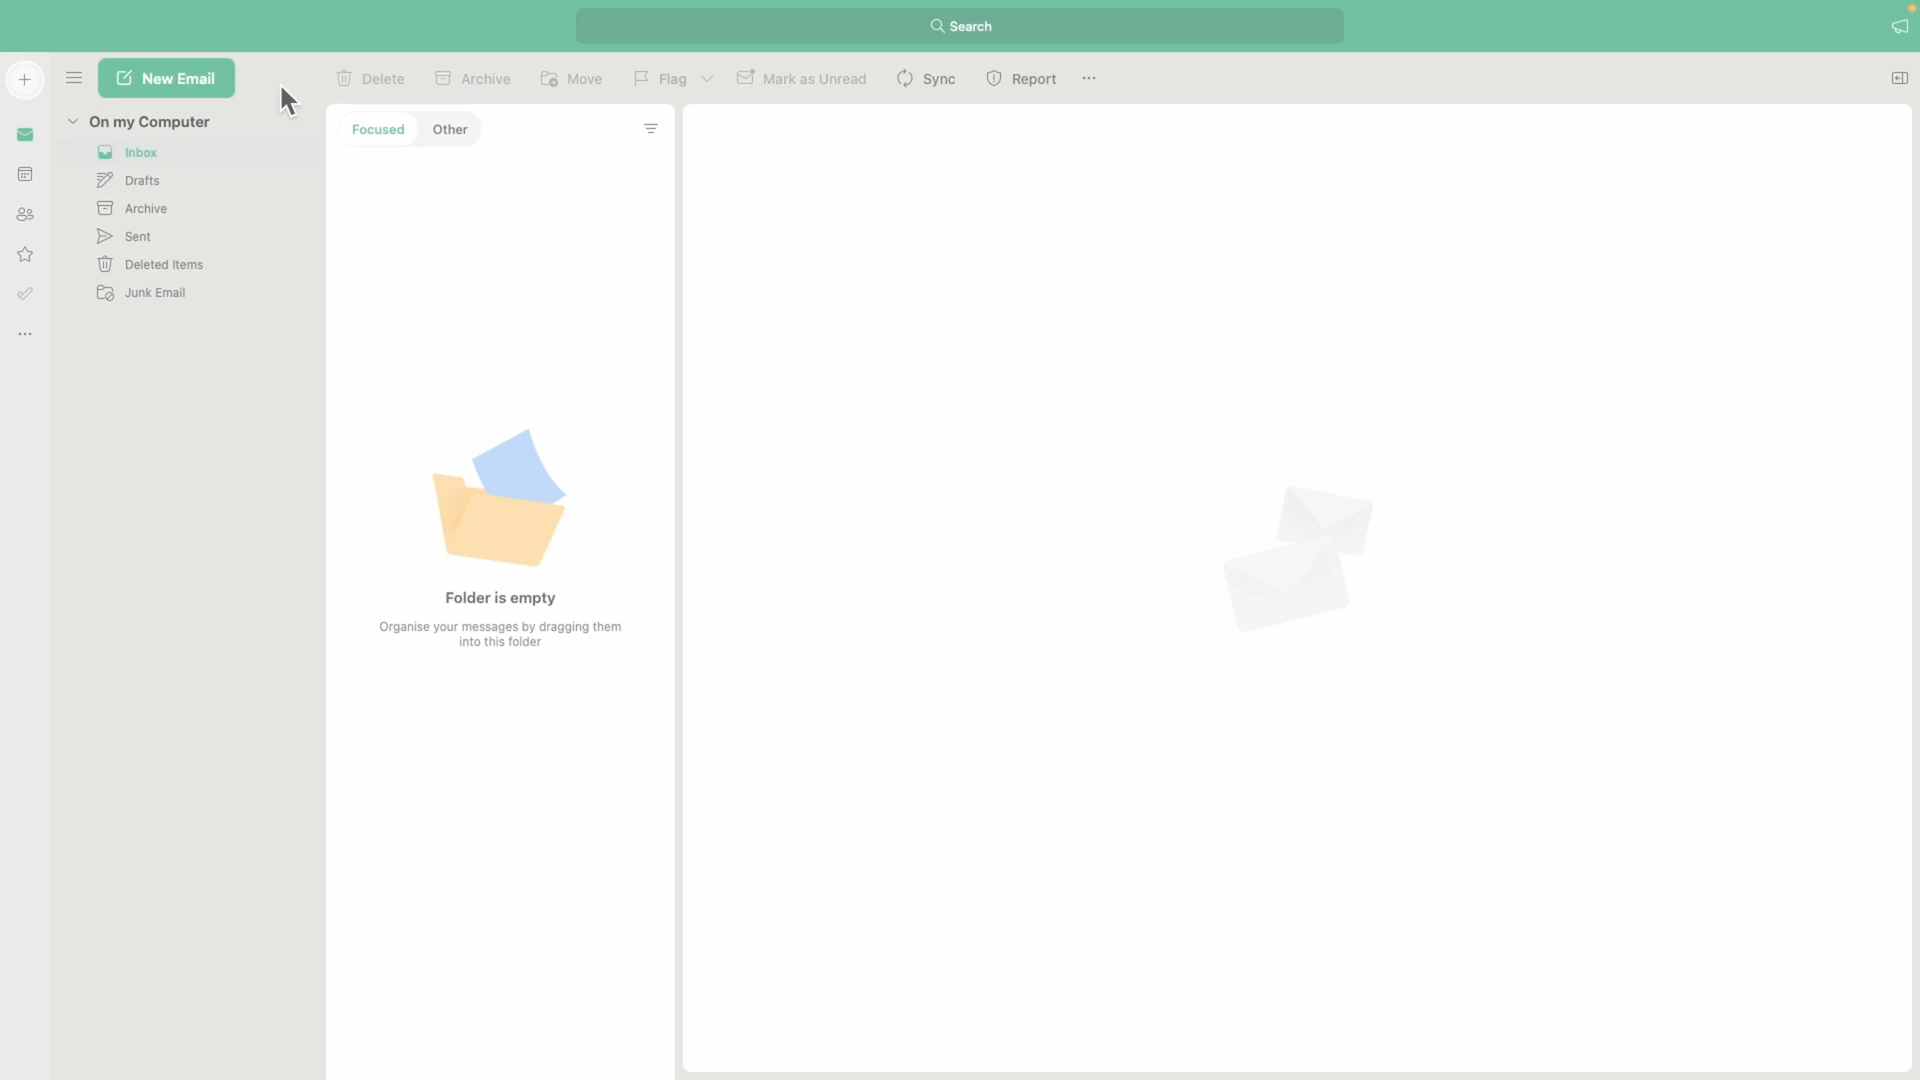 Search
New Email
Delete
Archive
Move
Flag
Mark as Unread
Sync
Report
On my Computer
Inbox
Drafts
Archive
Sent
Deleted Items
Junk Email
Focused
Other
Folder is empty
Organise your messages by dragging them
into this folder